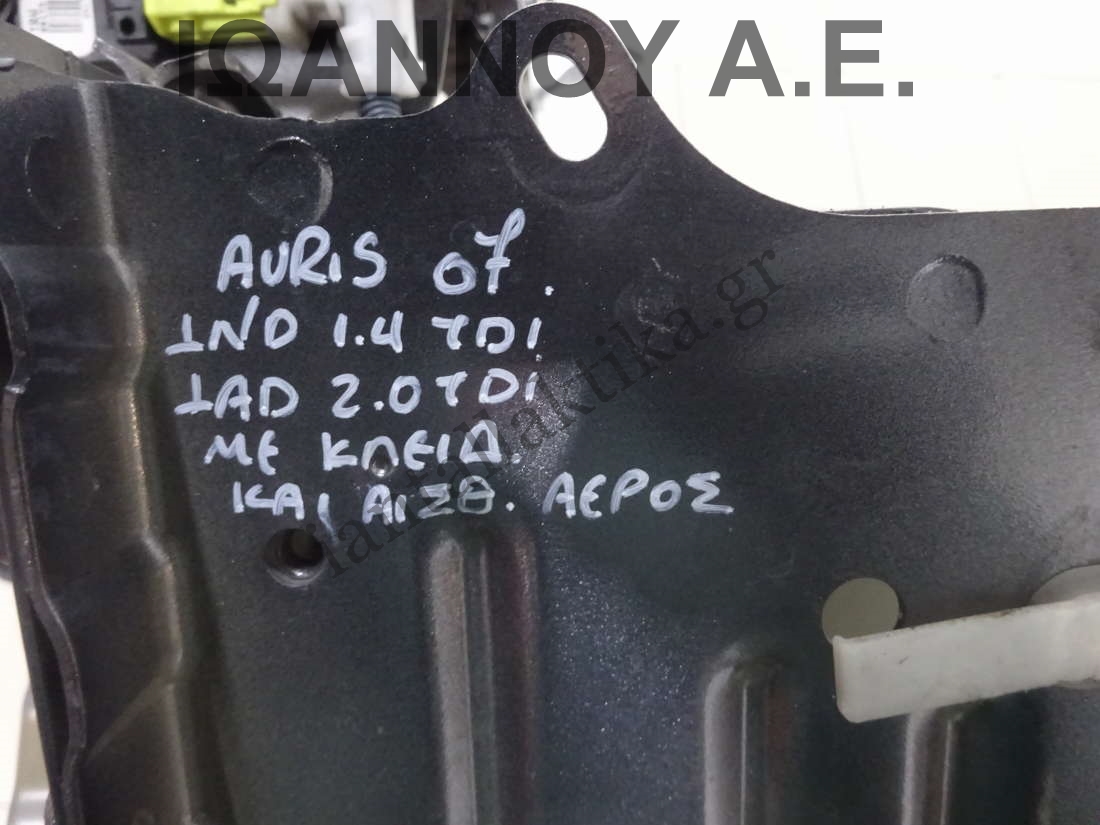 ΙΩΑΝΝΟΥ Α.Ε.
AURIS 07.
1ND 1.4 TDI
1AD 2.0 TDI
ΜΕ ΚΛΕΙΔ.
ΚΑΙ ΑΙΣΘ. ΑΕΡΟΣ